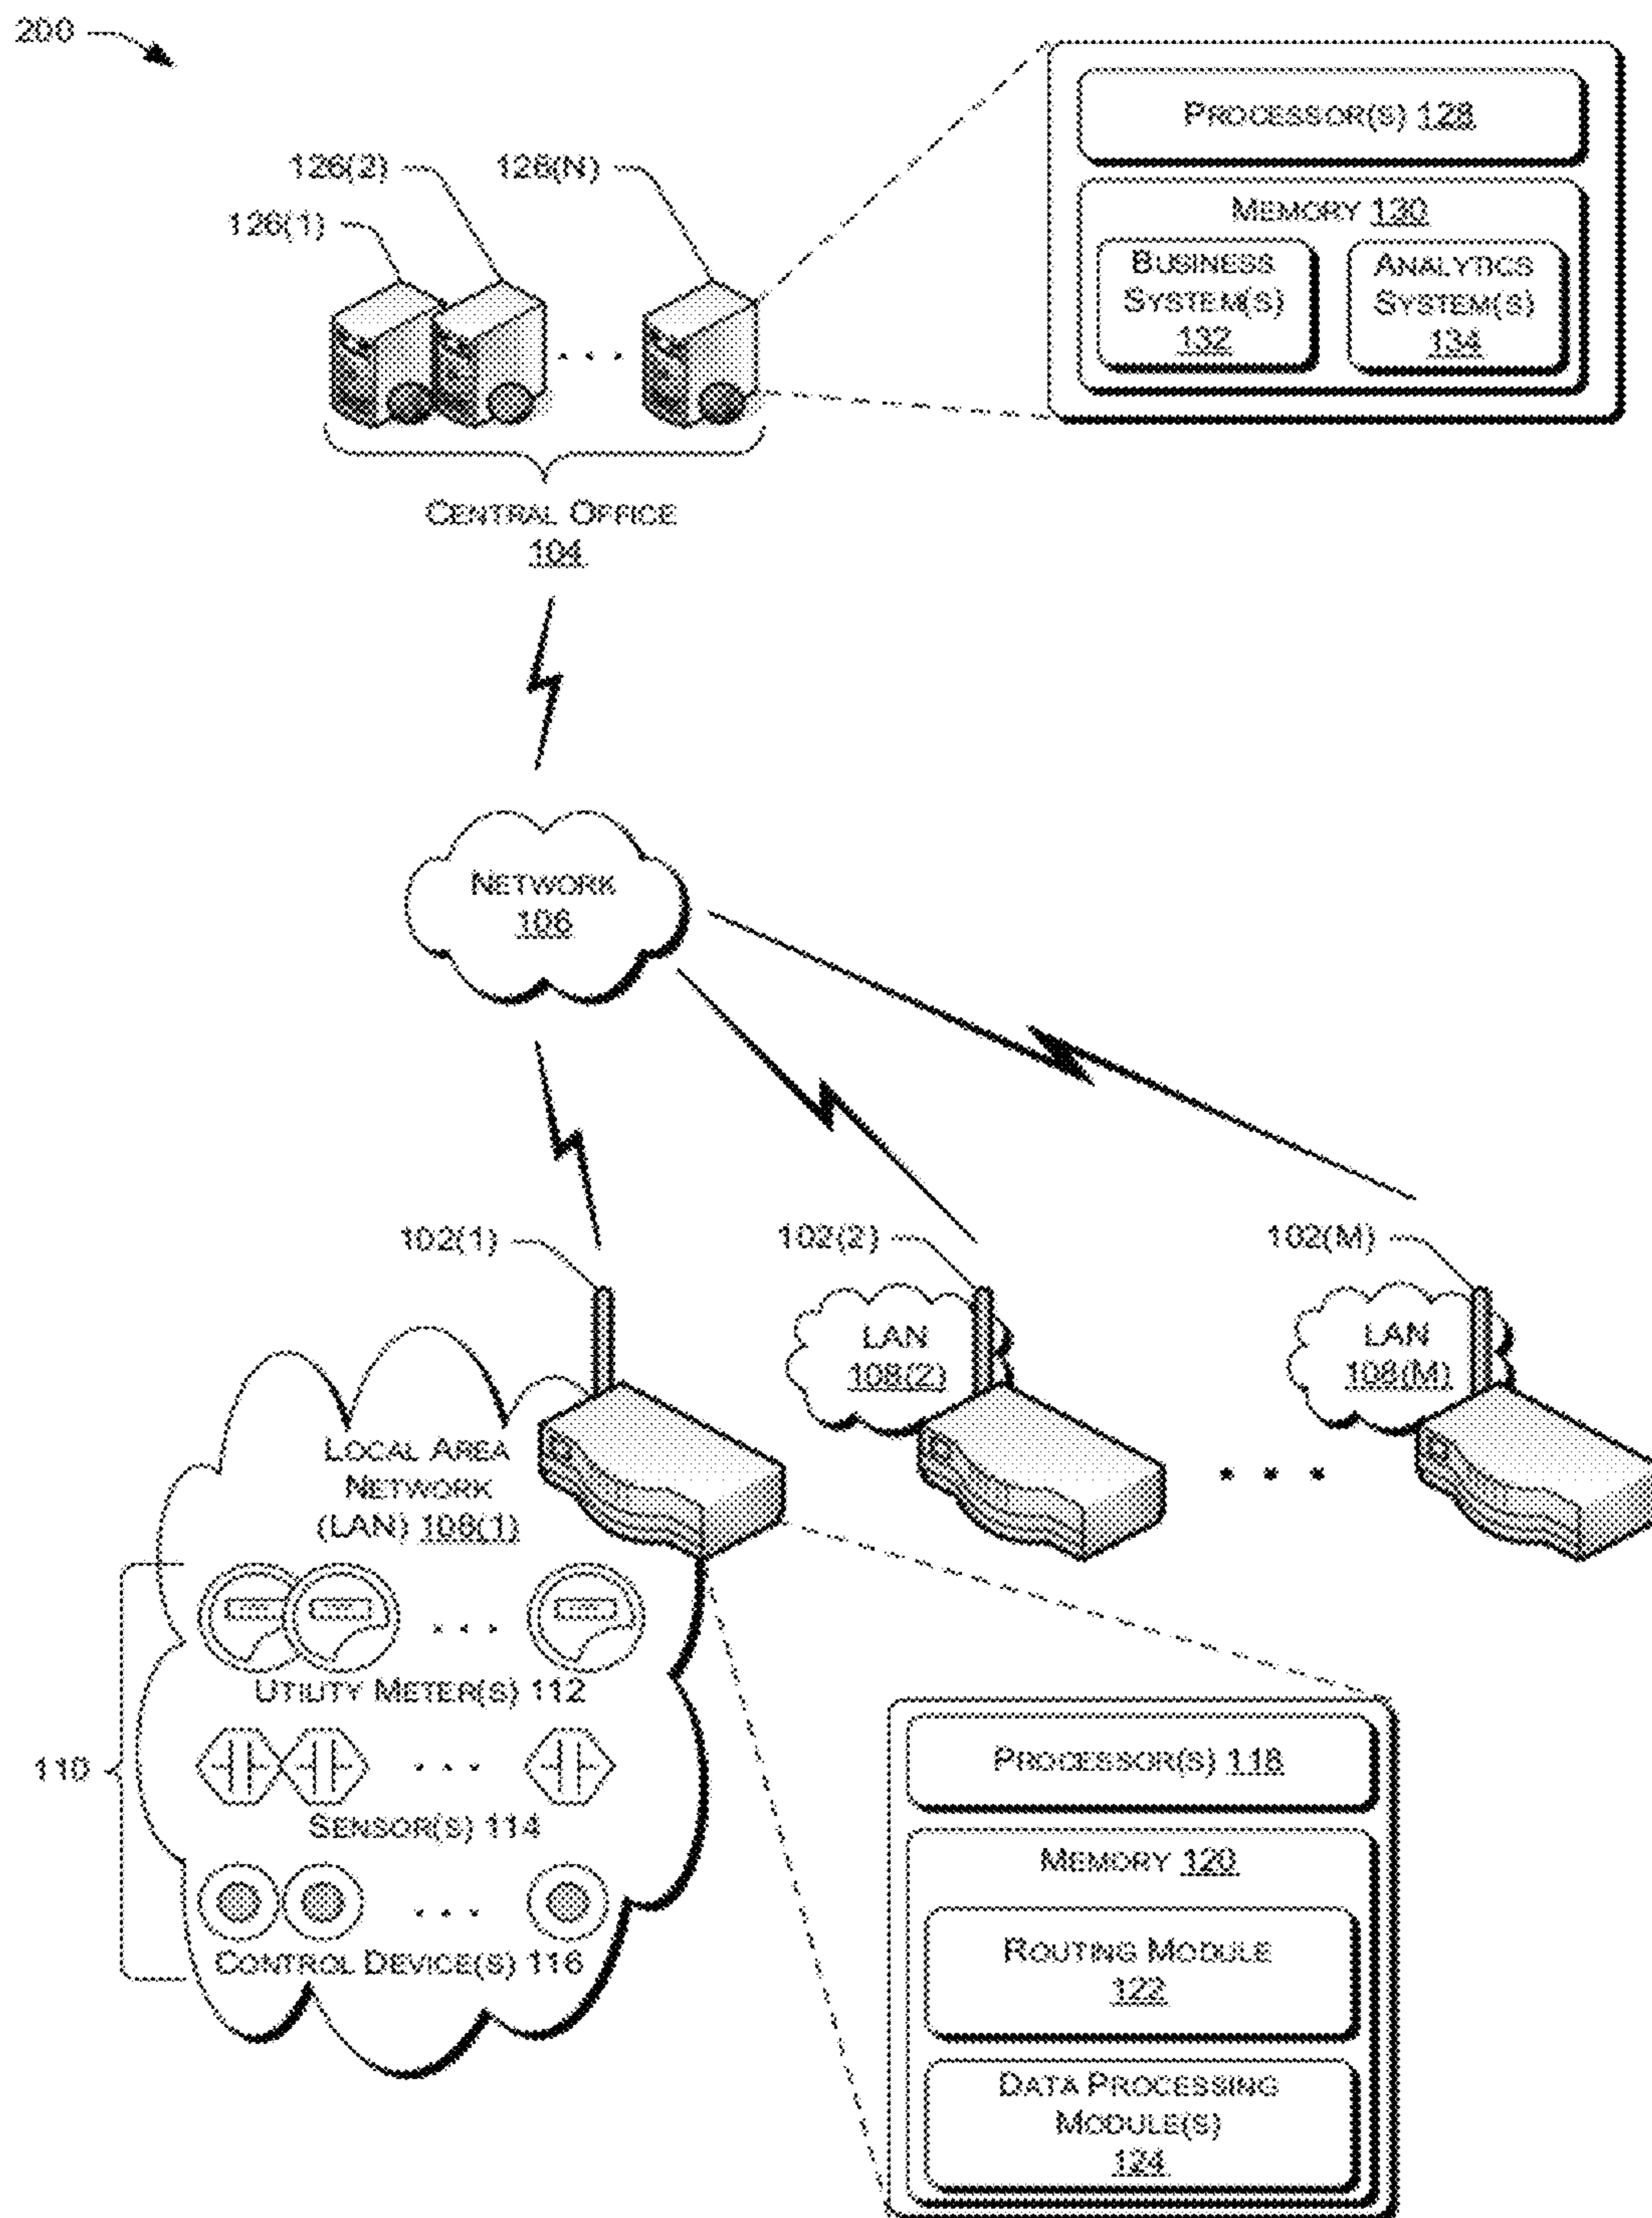 200
PROCESSOR(S) 128
126(2)
126(N)
MEMORY 130
126(1)
BUSINESS
SYSTEM(S)
132
ANALYTICS
SYSTEM(S)
134
CENTRAL OFFICE
104
NETWORK
106
102(1)
102(2)
102(M)
LAN
108(2)
LAN
108(M)
LOCAL AREA
NETWORK
(LAN) 108(1)
UTILITY METER(S) 112
110
SENSOR(S) 114
CONTROL DEVICE(S) 116
PROCESSOR(S) 118
MEMORY 120
ROUTING MODULE
122
DATA PROCESSING
MODULE(S)
124